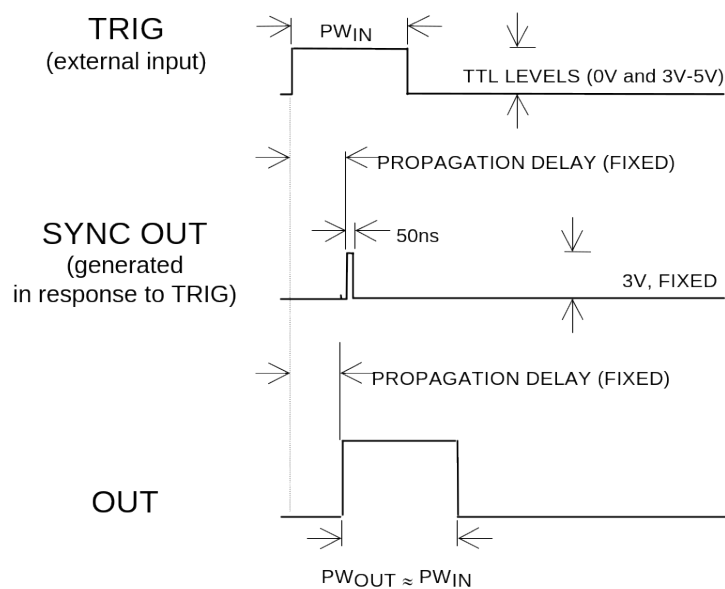 TRIG
(external input)
PWIN
TTL LEVELS (0V and 3V-5V)
PROPAGATION DELAY (FIXED)
SYNC OUT
(generated
in response to TRIG)
50ns
3V, FIXED
PROPAGATION DELAY (FIXED)
OUT
PWOUT ≈ PWIN